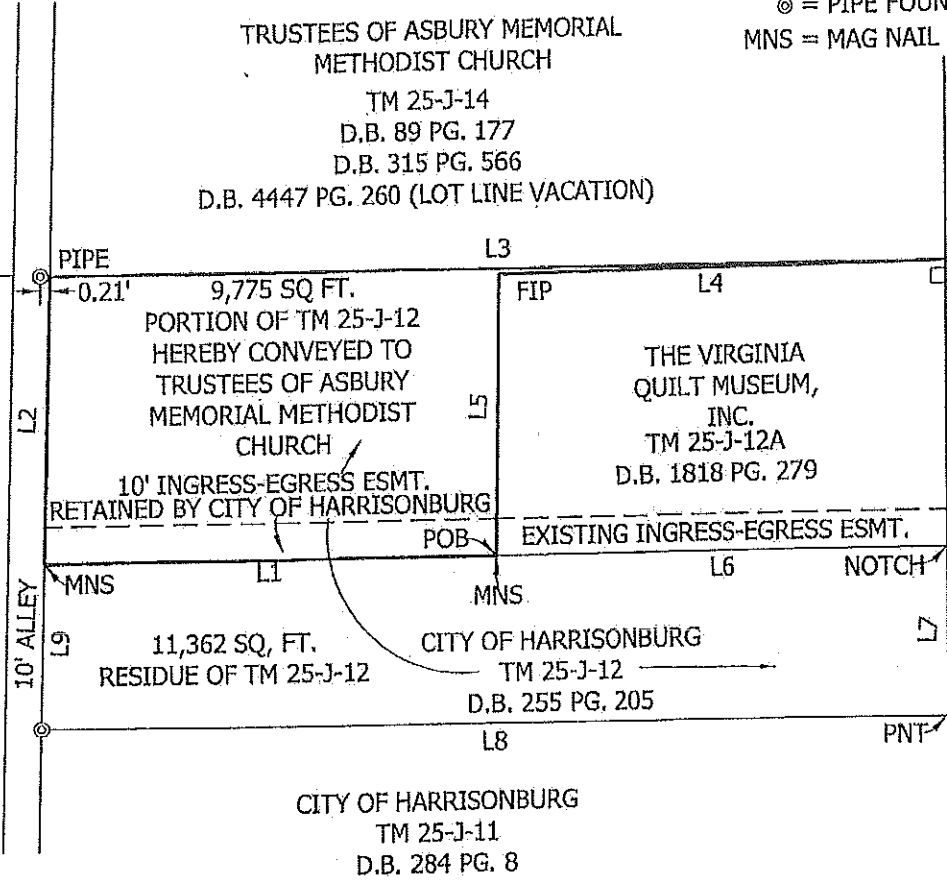 ◎ = PIPE FOUN
MNS = MAG NAIL
TRUSTEES OF ASBURY MEMORIAL
METHODIST CHURCH
TM 25-J-14
D.B. 89 PG. 177
D.B. 315 PG. 566
D.B. 4447 PG. 260 (LOT LINE VACATION)
L3
PIPE
0.21'
9,775 SQ FT.
PORTION OF TM 25-J-12
HEREBY CONVEYED TO
TRUSTEES OF ASBURY
MEMORIAL METHODIST
CHURCH
10' INGRESS-EGRESS ESMT.
RETAINED BY CITY OF HARRISONBURG
L2
L5
FIP
L4
THE VIRGINIA
QUILT MUSEUM,
INC.
TM 25-J-12A
D.B. 1818 PG. 279
POB
EXISTING INGRESS-EGRESS ESMT.
MNS
L1
MNS
L6
NOTCH
10' ALLEY
L9
11,362 SQ, FT.
RESIDUE OF TM 25-J-12
CITY OF HARRISONBURG
TM 25-J-12
D.B. 255 PG. 205
L7
L8
PNT
CITY OF HARRISONBURG
TM 25-J-11
D.B. 284 PG. 8